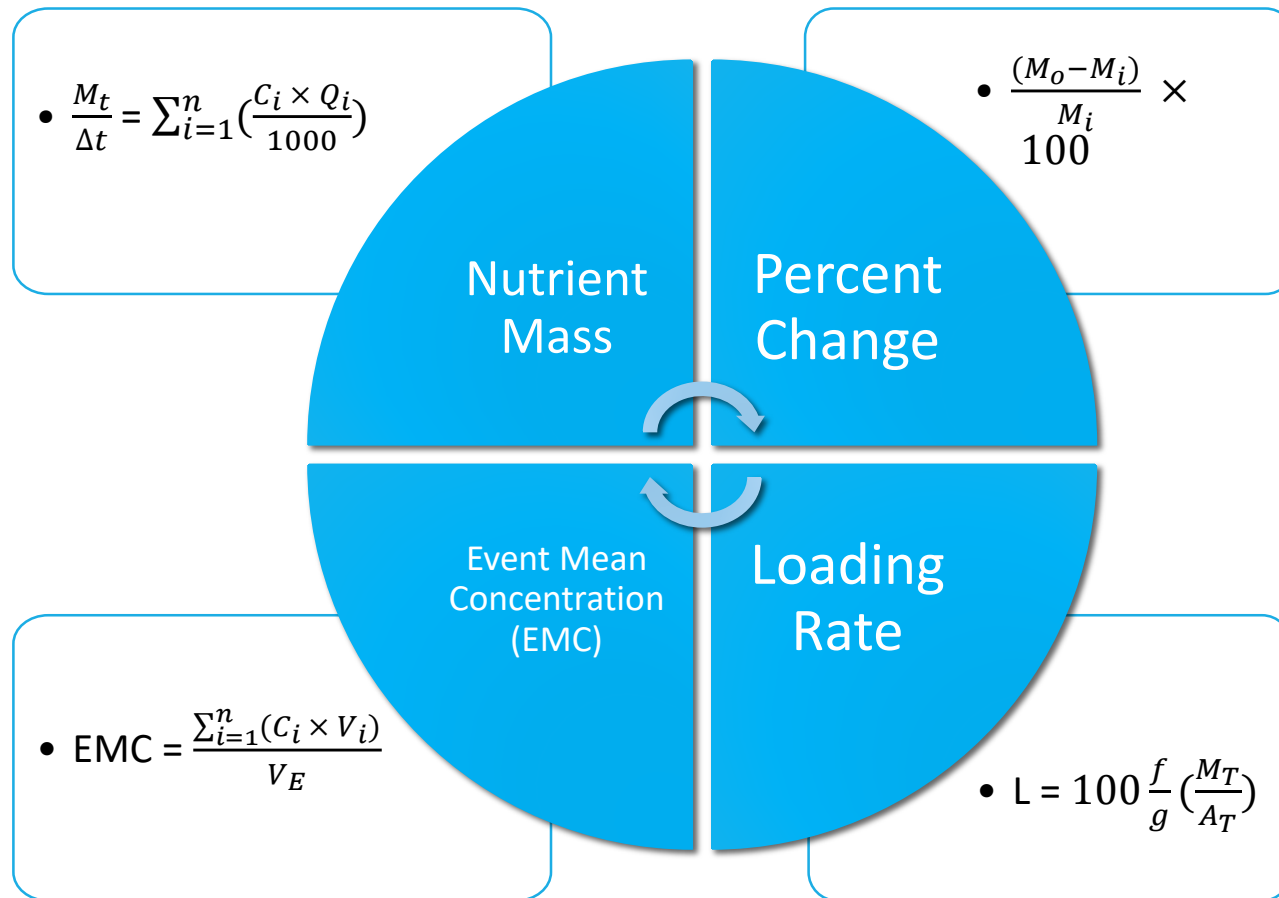 • $\frac{M_t}{\Delta t} = \sum_{i=1}^{n} (\frac{C_i \times Q_i}{1000})$
• $\frac{(M_o - M_i)}{M_i} \times$
100
Nutrient
Mass
Percent
Change
Event Mean
Concentration
(EMC)
Loading
Rate
• EMC = $\frac{\sum_{i=1}^{n} (C_i \times V_i)}{V_E}$
• L = $100 \frac{f}{g} (\frac{M_T}{A_T})$